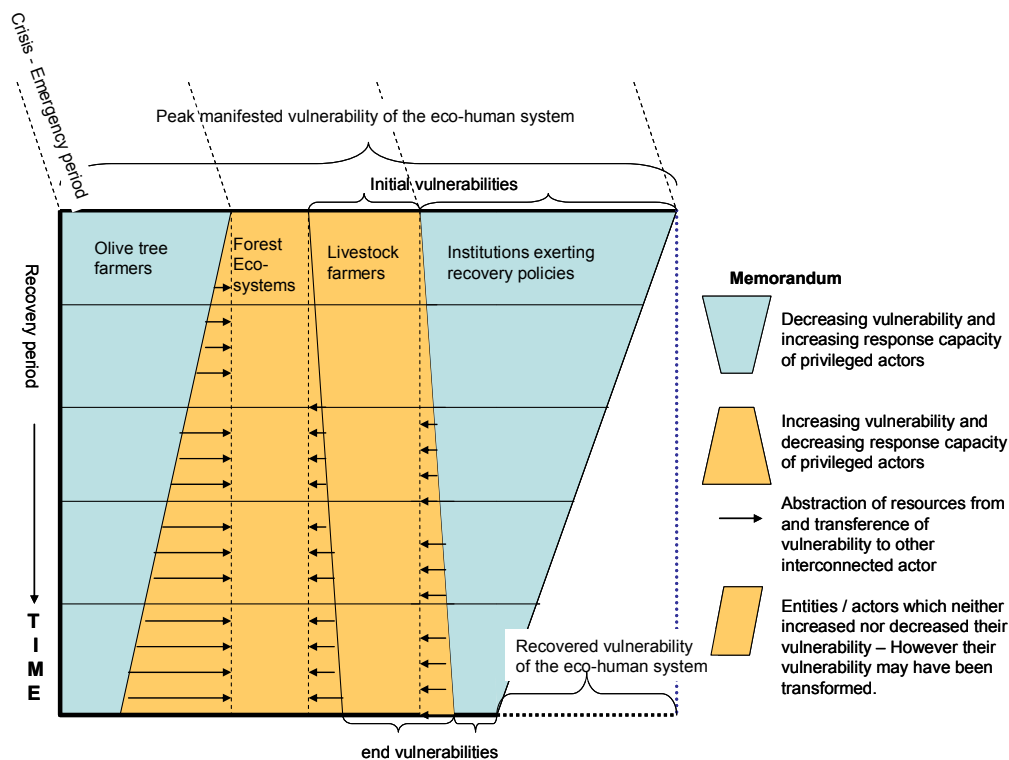 Crisis - Emergency period
Peak manifested vulnerability of the eco-human system
Initial vulnerabilities
Olive tree
farmers
Forest
Eco-
systems
Livestock
farmers
Institutions exerting
recovery policies
Recovery period
T
I
M
E
Recovered vulnerability
of the eco-human system
end vulnerabilities
Memorandum
Decreasing vulnerability and
increasing response capacity
of privileged actors
Increasing vulnerability and
decreasing response capacity
of privileged actors
Abstraction of resources from
and transference of
vulnerability to other
interconnected actor
Entities / actors which neither
increased nor decreased their
vulnerability – However their
vulnerability may have been
transformed.